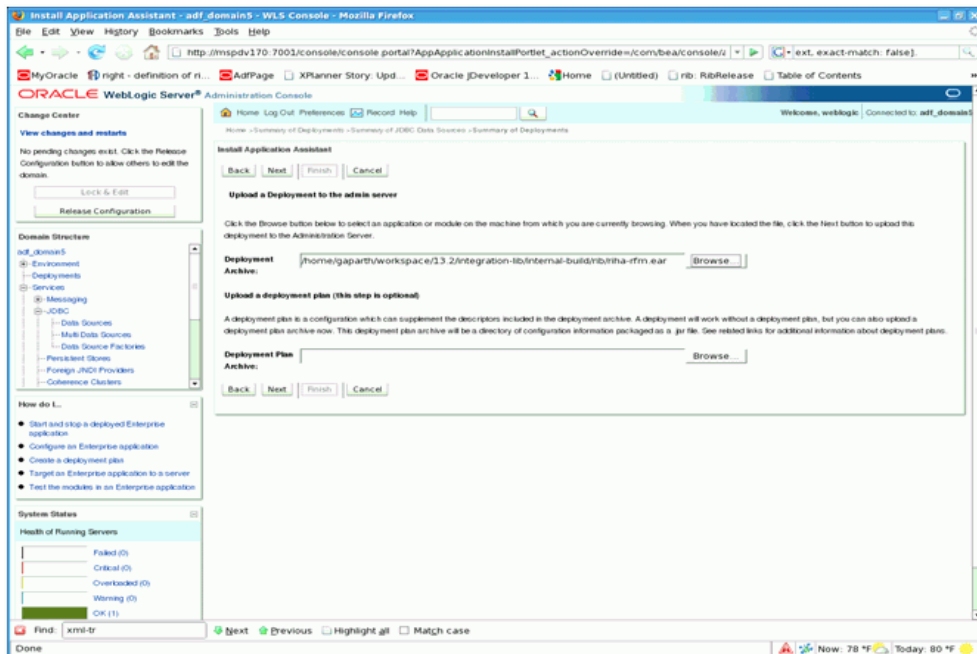 Install Application Assistant - adf_domain5 - WLS Console - Mozilla Firefox
File Edit View History Bookmarks Tools Help
http://mspdv170:7001/console/console.portal?AppApplicationInstallPortlet_actionOverride=/com/bea/console/a
ext. exact-match: false].
MyOracle right - definition of ri... AdfPage XPlanner Story: Upd... Oracle JDeveloper 1... Home (Untitled) rib: RibRelease Table of Contents
ORACLE WebLogic Server® Administration Console
Change Center
View changes and restarts
No pending changes exist. Click the Release
Configuration button to allow others to edit the
domain.
Lock & Edit
Release Configuration
Domain Structure
adf_domain5
Environment
Deployments
Services
Messaging
JDBC
Data Sources
Multi Data Sources
Data Source Factories
Persistent Stores
Foreign JNDI Providers
Coherence Clusters
How do I...
Start and stop a deployed Enterprise
application
Configure an Enterprise application
Create a deployment plan
Target an Enterprise application to a server
Test the modules in an Enterprise application
System Status
Health of Running Servers
Failed (0)
Critical (0)
Overloaded (0)
Warning (0)
OK (1)
Home Log Out Preferences Record Help
Welcome, weblogic Connected to: adf_domain5
Home >Summary of Deployments >Summary of JDBC Data Sources >Summary of Deployments
Install Application Assistant
Back Next Finish Cancel
Upload a Deployment to the admin server
Click the Browse button below to select an application or module on the machine from which you are currently browsing. When you have located the file, click the Next button to upload this
deployment to the Administration Server.
Deployment
Archive:
/home/gaparth/workspace/13.2/integration-lib/internal-build/rib/riha-rfm.ear
Browse...
Upload a deployment plan (this step is optional)
A deployment plan is a configuration which can supplement the descriptors included in the deployment archive. A deployment will work without a deployment plan, but you can also upload a
deployment plan archive now. This deployment plan archive will be a directory of configuration information packaged as a .jar file. See related links for additional information about deployment plans.
Deployment Plan
Archive:
Browse...
Back Next Finish Cancel
Find: xml-tr Next Previous Highlight all Match case
Done
Now: 78 °F Today: 80 °F